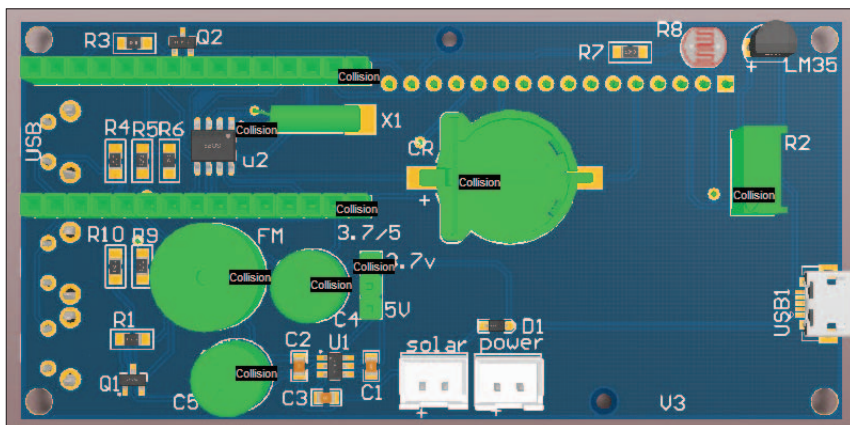 R3
Q2
R7
R8
LM35
+
Collision
USB
R4
R5
R6
Collision
X1
u2
CR
+
Collision
R2
Collision
Collision
R10
R9
FM
3.7/5
Collision
3.7v
Collision
Collision
5V
C4
R1
C2
U1
D1
USB1
solar
power
Q1
C5
Collision
C3
C1
+
+
V3